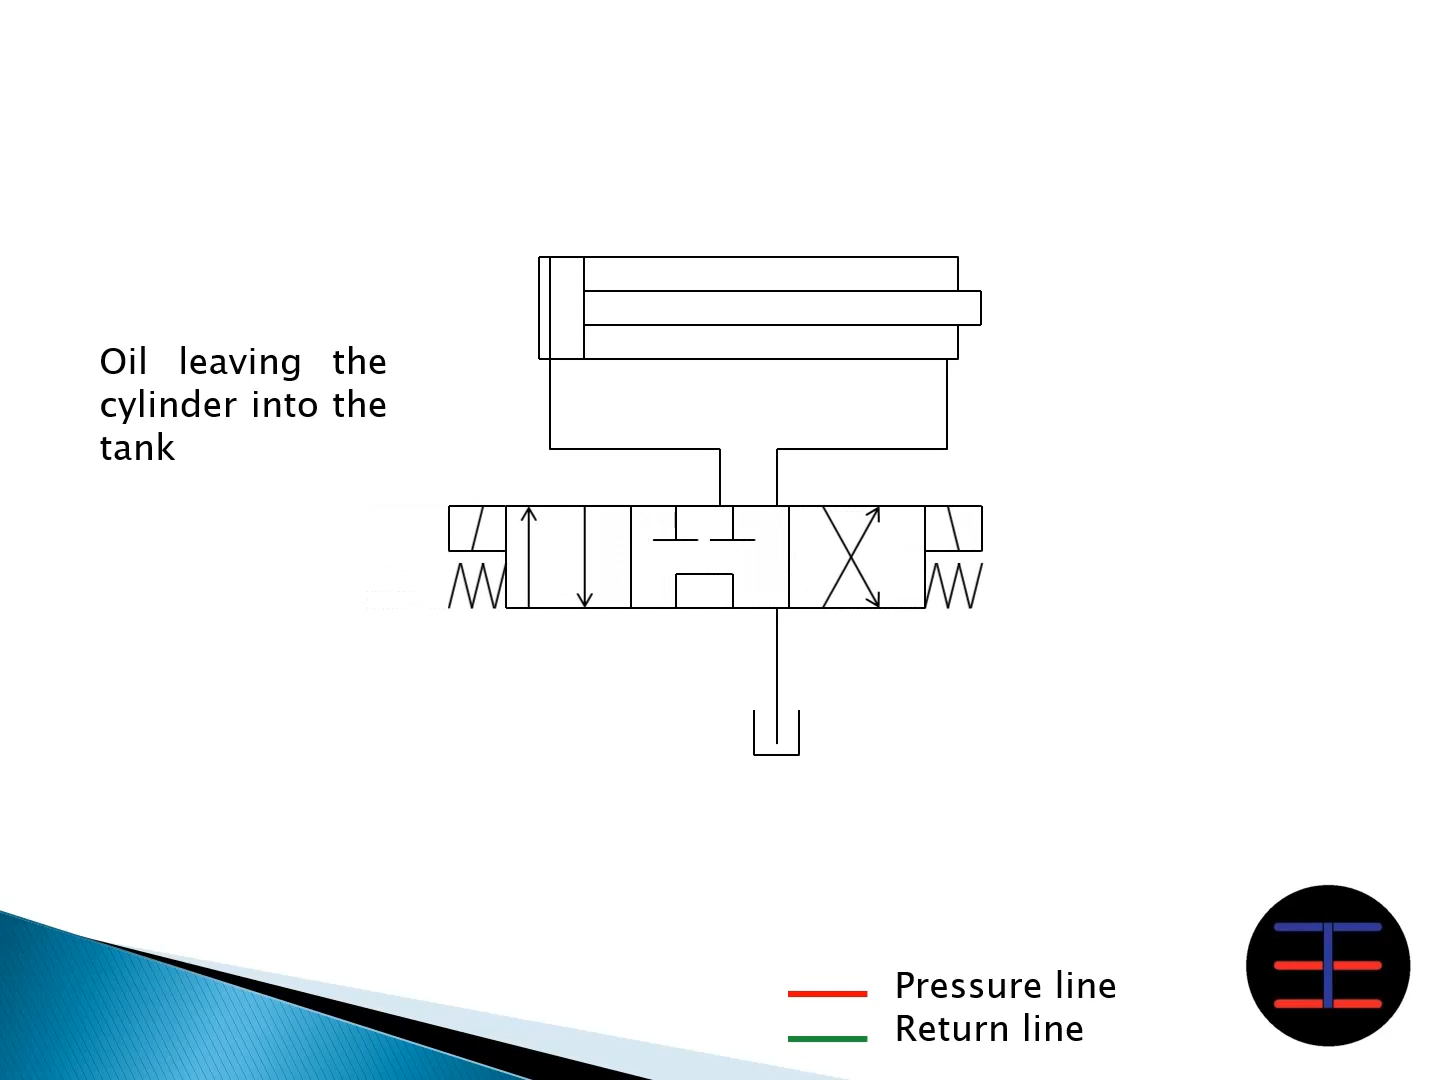 Oil leaving the
cylinder into the
tank
Pressure line
Return line